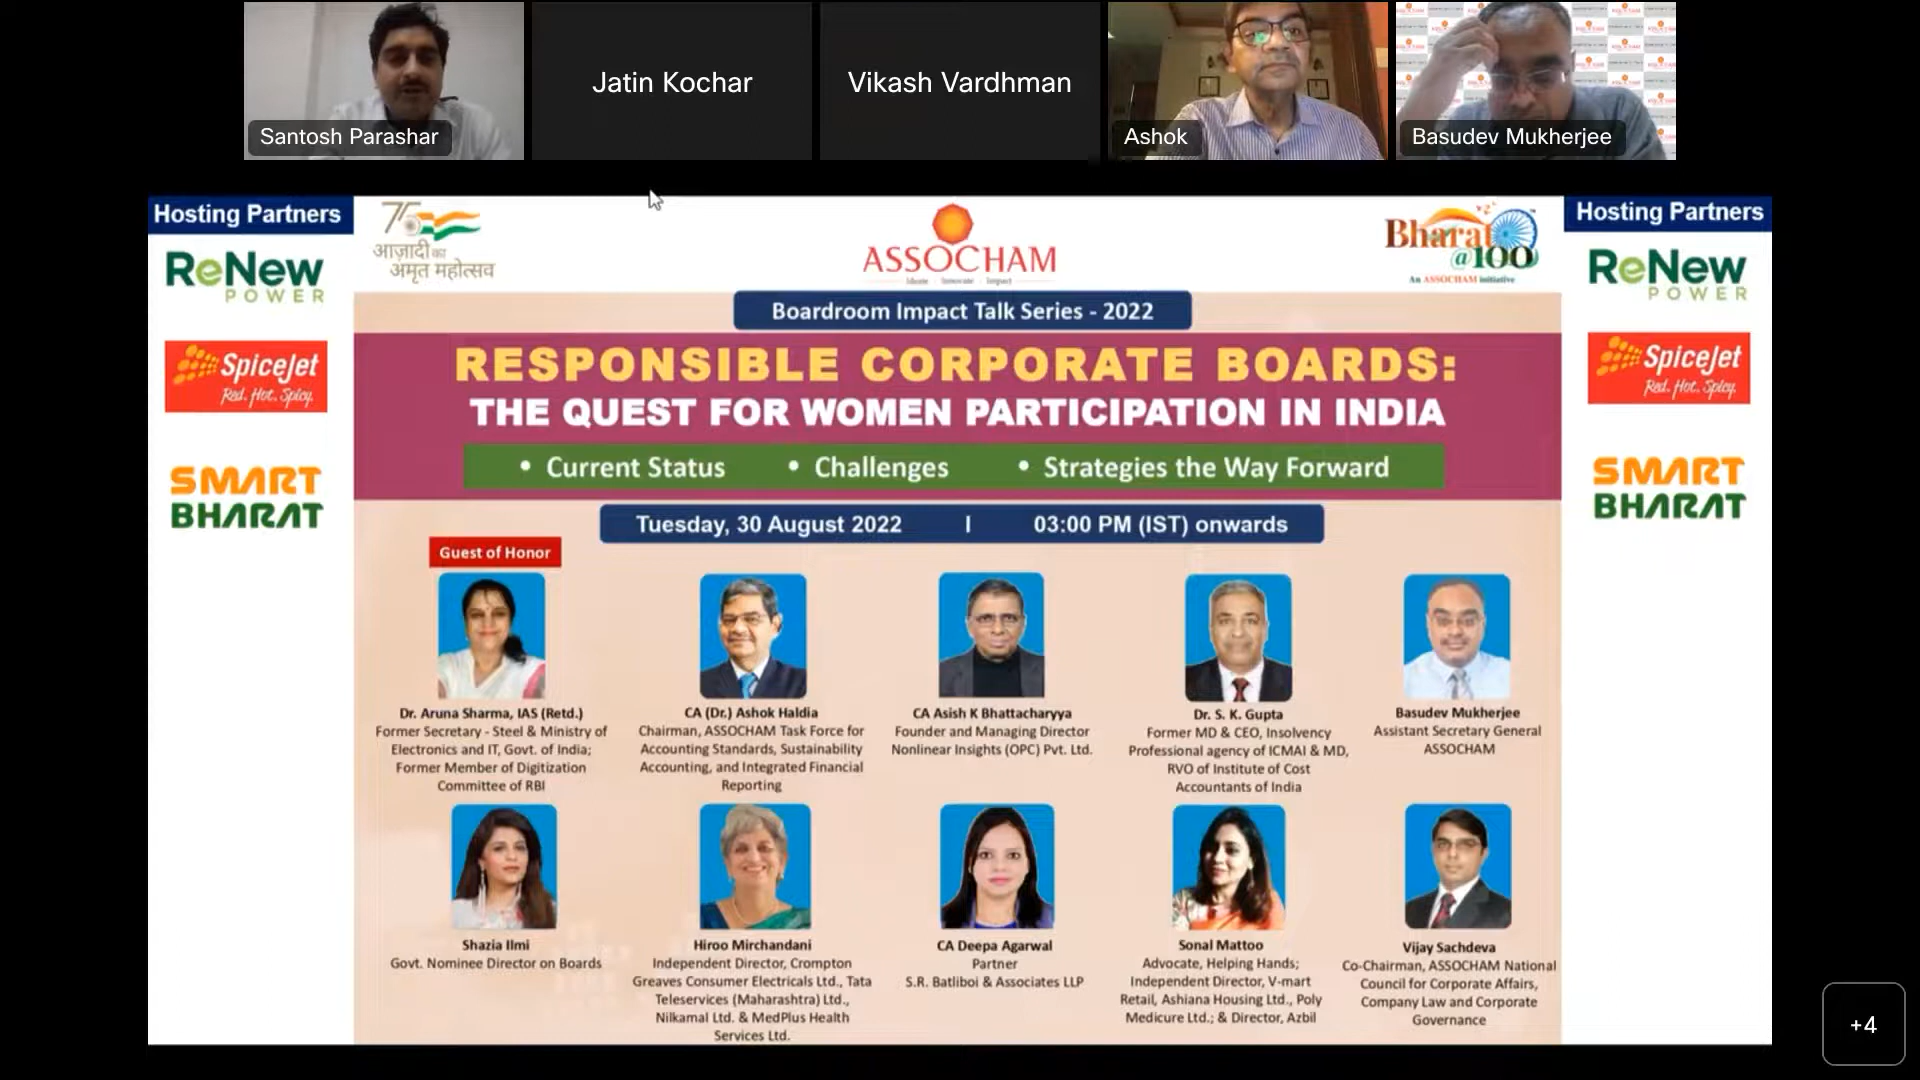 Santosh Parashar
Jatin Kochar
Vikash Vardhman
Ashok
Basudev Mukherjee
Hosting Partners
ReNew
POWER
SpiceJet
Red. Hot. Spicy.
SMART
BHARAT
75
आज़ादी का
अमृत महोत्सव
ASSOCHAM
Bharat
@100
An ASSOCHAM initiative
Hosting Partners
ReNew
POWER
SpiceJet
Red. Hot. Spicy.
SMART
BHARAT
Boardroom Impact Talk Series - 2022
RESPONSIBLE CORPORATE BOARDS:
THE QUEST FOR WOMEN PARTICIPATION IN INDIA
• Current Status • Challenges • Strategies the Way Forward
Tuesday, 30 August 2022 | 03:00 PM (IST) onwards
Guest of Honor
Dr. Aruna Sharma, IAS (Retd.)
Former Secretary - Steel & Ministry of
Electronics and IT, Govt. of India;
Former Member of Digitization
Committee of RBI
CA (Dr.) Ashok Haldia
Chairman, ASSOCHAM Task Force for
Accounting Standards, Sustainability
Accounting, and Integrated Financial
Reporting
CA Asish K Bhattacharyya
Founder and Managing Director
Nonlinear Insights (OPC) Pvt. Ltd.
Dr. S. K. Gupta
Former MD & CEO, Insolvency
Professional agency of ICMAI & MD,
RVO of Institute of Cost
Accountants of India
Basudev Mukherjee
Assistant Secretary General
ASSOCHAM
Shazia Ilmi
Govt. Nominee Director on Boards
Hiroo Mirchandani
Independent Director, Crompton
Greaves Consumer Electricals Ltd., Tata
Teleservices (Maharashtra) Ltd.,
Nilkamal Ltd. & MedPlus Health
Services Ltd.
CA Deepa Agarwal
Partner
S.R. Batliboi & Associates LLP
Sonal Mattoo
Advocate, Helping Hands;
Independent Director, V-mart
Retail, Ashiana Housing Ltd., Poly
Medicure Ltd.; & Director, Azbil
Vijay Sachdeva
Co-Chairman, ASSOCHAM National
Council for Corporate Affairs,
Company Law and Corporate
Governance
+4